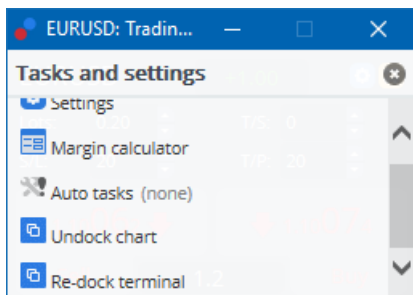 EURUSD: Tradin...
Tasks and settings
Settings
Margin calculator
Auto tasks (none)
Undock chart
Re-dock terminal